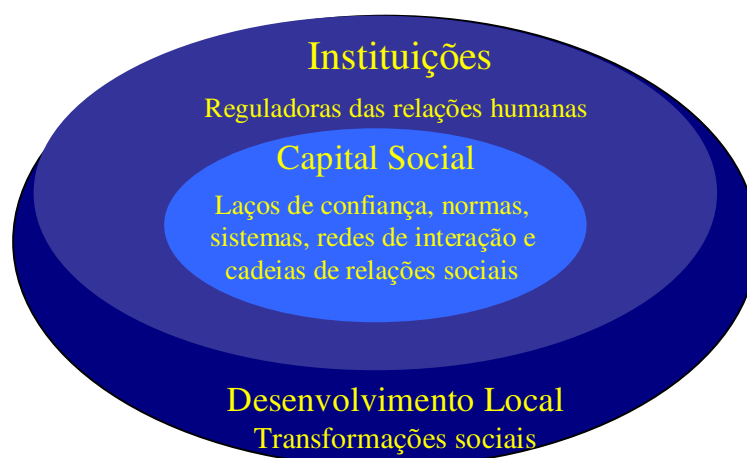 Instituições
Reguladoras das relações humanas
Capital Social
Laços de confiança, normas,
sistemas, redes de interação e
cadeias de relações sociais
Desenvolvimento Local
Transformações sociais